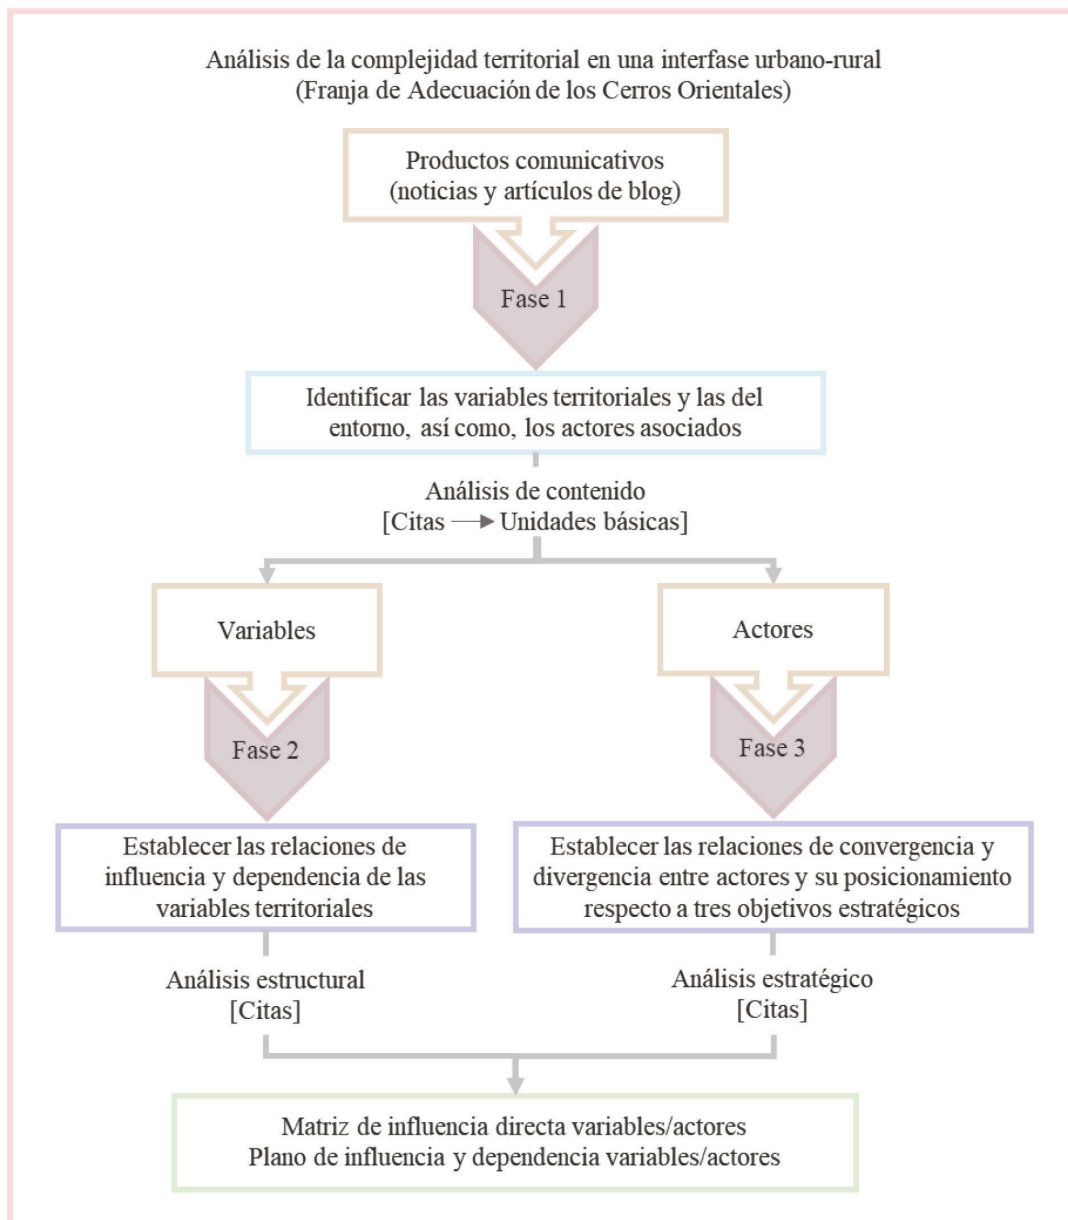 Análisis de la complejidad territorial en una interfase urbano-rural
(Franja de Adecuación de los Cerros Orientales)
Productos comunicativos
(noticias y artículos de blog)
Fase 1
Identificar las variables territoriales y las del
entorno, así como, los actores asociados
Análisis de contenido
[Citas → Unidades básicas]
Variables
Actores
Fase 2
Fase 3
Establecer las relaciones de
influencia y dependencia de las
variables territoriales
Establecer las relaciones de convergencia y
divergencia entre actores y su posicionamiento
respecto a tres objetivos estratégicos
Análisis estructural
[Citas]
Análisis estratégico
[Citas]
Matriz de influencia directa variables/actores
Plano de influencia y dependencia variables/actores